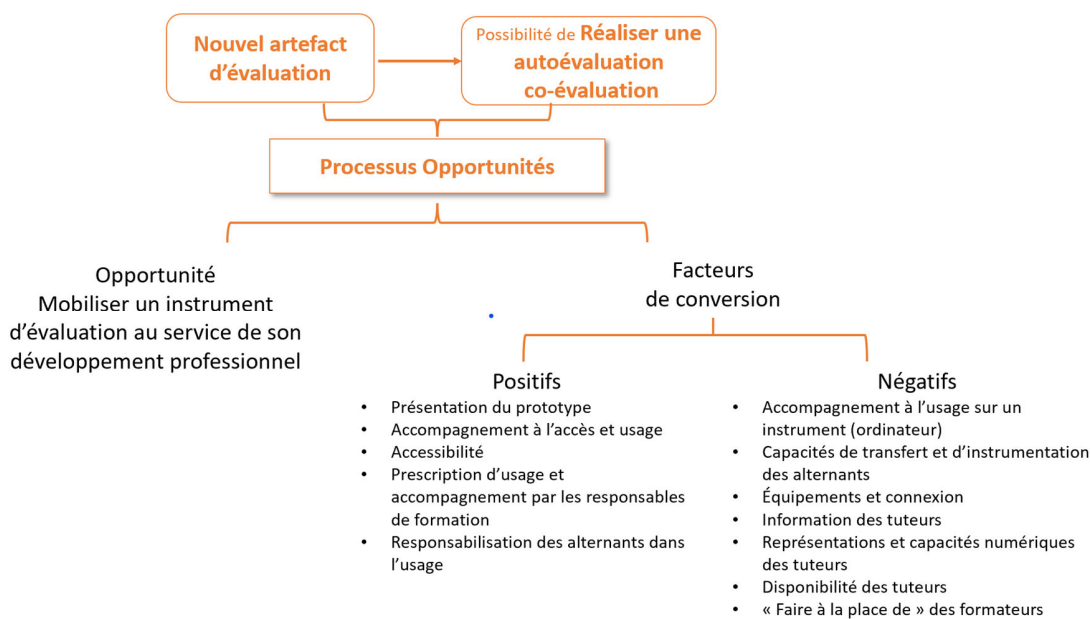 Nouvel artefact
d'évaluation
Possibilité de Réaliser une
autoévaluation
co-évaluation
Processus Opportunités
Opportunité
Mobiliser un instrument
d'évaluation au service de son
développement professionnel
Facteurs
de conversion
Positifs
• Présentation du prototype
• Accompagnement à l'accès et usage
• Accessibilité
• Prescription d'usage et
accompagnement par les responsables
de formation
• Responsabilisation des alternants dans
l'usage
Négatifs
• Accompagnement à l'usage sur un
instrument (ordinateur)
• Capacités de transfert et d'instrumentation
des alternants
• Équipements et connexion
• Information des tuteurs
• Représentations et capacités numériques
des tuteurs
• Disponibilité des tuteurs
• « Faire à la place de » des formateurs